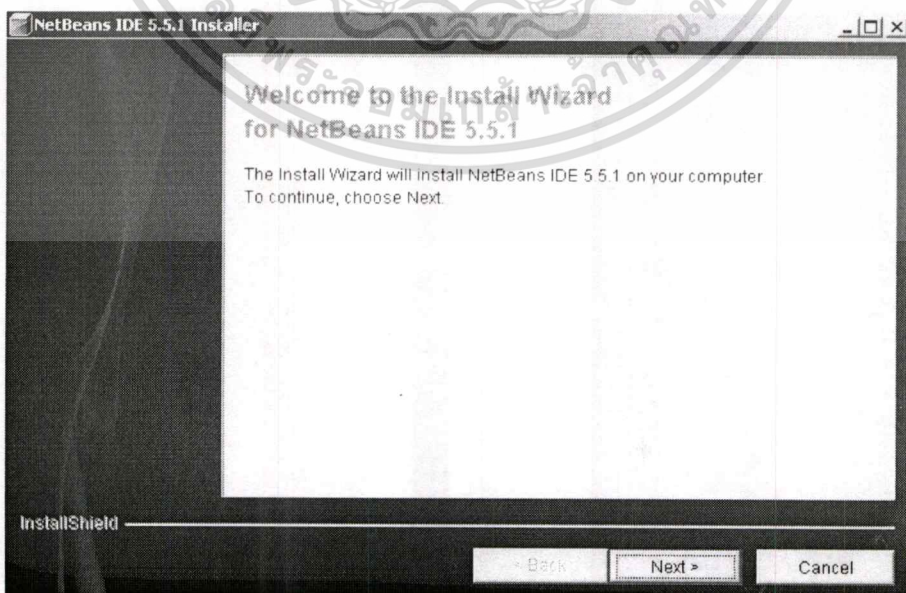 NetBeans IDE 5.5.1 Installer
Welcome to the Install Wizard
for NetBeans IDE 5.5.1
The Install Wizard will install NetBeans IDE 5.5.1 on your computer.
To continue, choose Next.
InstallShield
< Back
Next >
Cancel